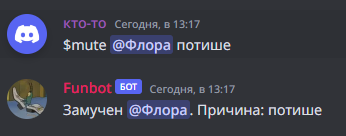 кто-то Сегодня, в 13:17
$mute @Флора потише
Funbot БОТ Сегодня, в 13:17
Замучен @Флора. Причина: потише